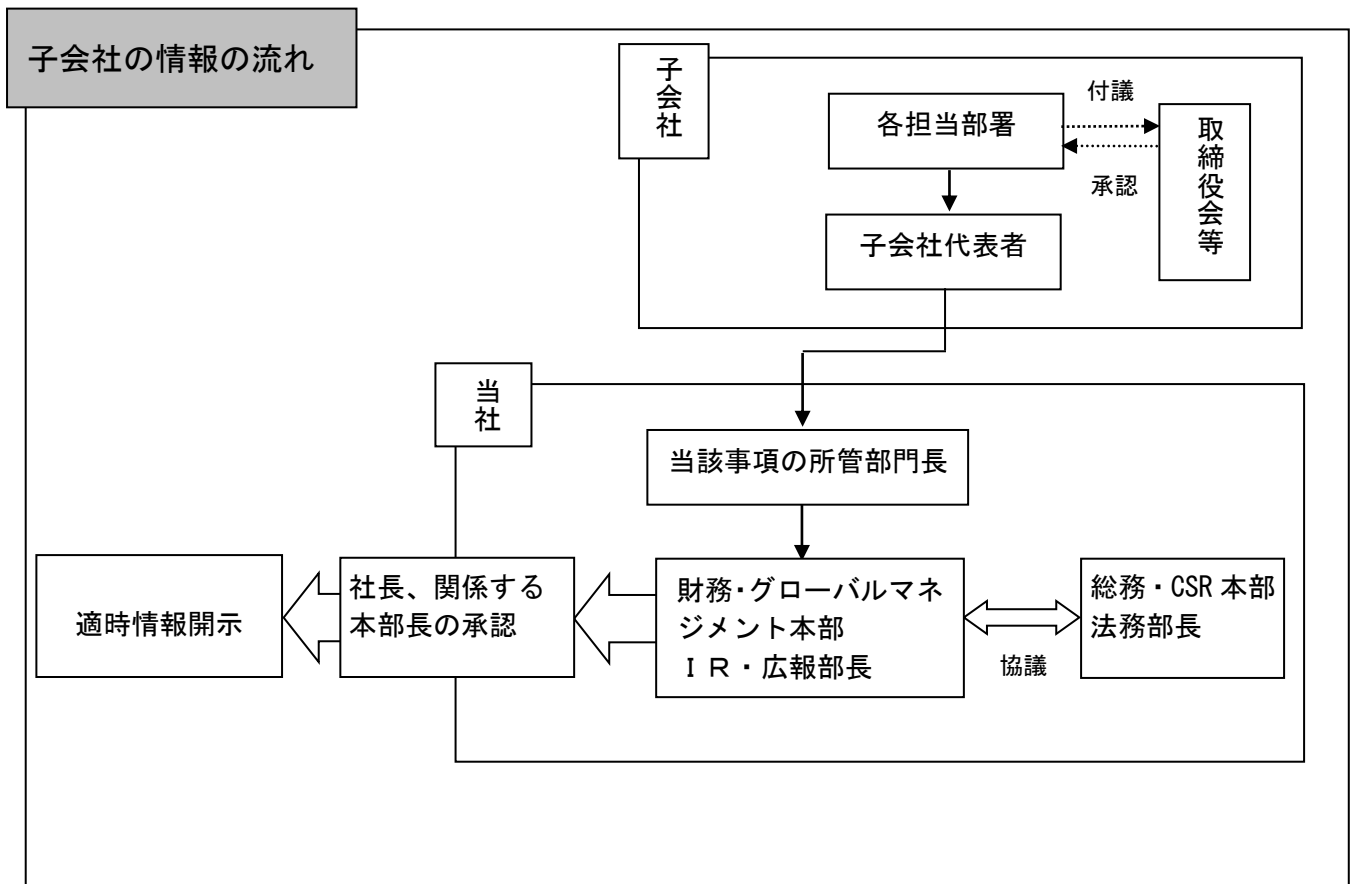 子会社の情報の流れ
子会社
各担当部署
付議
承認
取締役会等
子会社代表者
当社
当該事項の所管部門長
適時情報開示
社長、関係する
本部長の承認
財務・グローバルマネ
ジメント本部
ＩＲ・広報部長
協議
総務・CSR 本部
法務部長